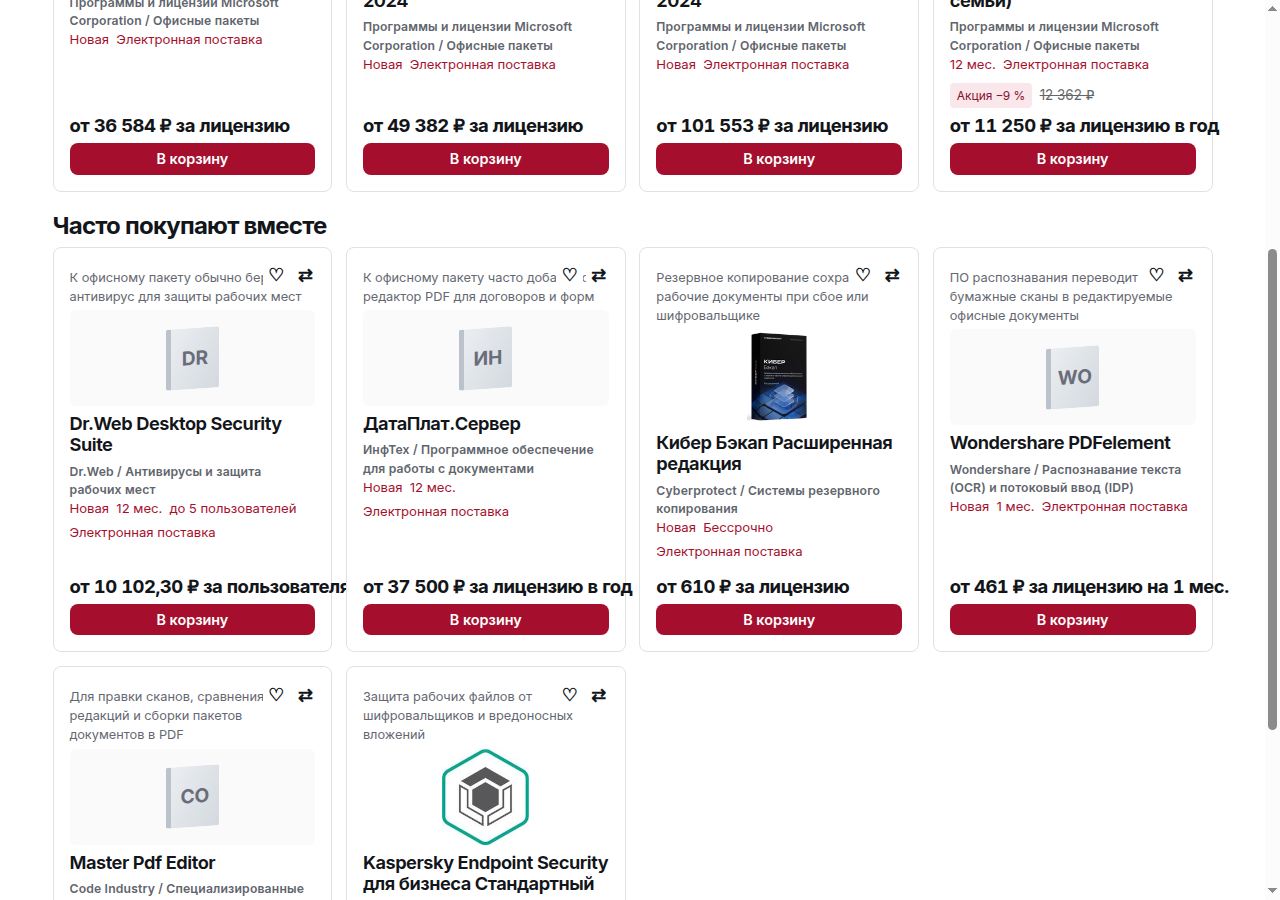 Программы и лицензии Microsoft
Corporation / Офисные пакеты
Новая Электронная поставка
от 36 584 ₽ за лицензию
В корзину
2024
Программы и лицензии Microsoft
Corporation / Офисные пакеты
Новая Электронная поставка
от 49 382 ₽ за лицензию
В корзину
2024
Программы и лицензии Microsoft
Corporation / Офисные пакеты
Новая Электронная поставка
от 101 553 ₽ за лицензию
В корзину
семьи)
Программы и лицензии Microsoft
Corporation / Офисные пакеты
12 мес. Электронная поставка
Акция −9 % 12 362 ₽
от 11 250 ₽ за лицензию в год
В корзину
Часто покупают вместе
К офисному пакету обычно бер
антивирус для защиты рабочих мест
DR
Dr.Web Desktop Security
Suite
Dr.Web / Антивирусы и защита
рабочих мест
Новая 12 мес. до 5 пользователей
Электронная поставка
от 10 102,30 ₽ за пользователя
В корзину
К офисному пакету часто доба
редактор PDF для договоров и форм
ИН
ДатаПлат.Сервер
ИнфТех / Программное обеспечение
для работы с документами
Новая 12 мес.
Электронная поставка
от 37 500 ₽ за лицензию в год
В корзину
Резервное копирование сохра
рабочие документы при сбое или
шифровальщике
КИБЕР
Бэкап
Кибер Бэкап Расширенная
редакция
Cyberprotect / Системы резервного
копирования
Новая Бессрочно
Электронная поставка
от 610 ₽ за лицензию
В корзину
ПО распознавания переводит
бумажные сканы в редактируемые
офисные документы
WO
Wondershare PDFelement
Wondershare / Распознавание текста
(OCR) и потоковый ввод (IDP)
Новая 1 мес. Электронная поставка
от 461 ₽ за лицензию на 1 мес.
В корзину
Для правки сканов, сравнения
редакций и сборки пакетов
документов в PDF
CO
Master Pdf Editor
Code Industry / Специализированные
Защита рабочих файлов от
шифровальщиков и вредоносных
вложений
Kaspersky Endpoint Security
для бизнеса Стандартный